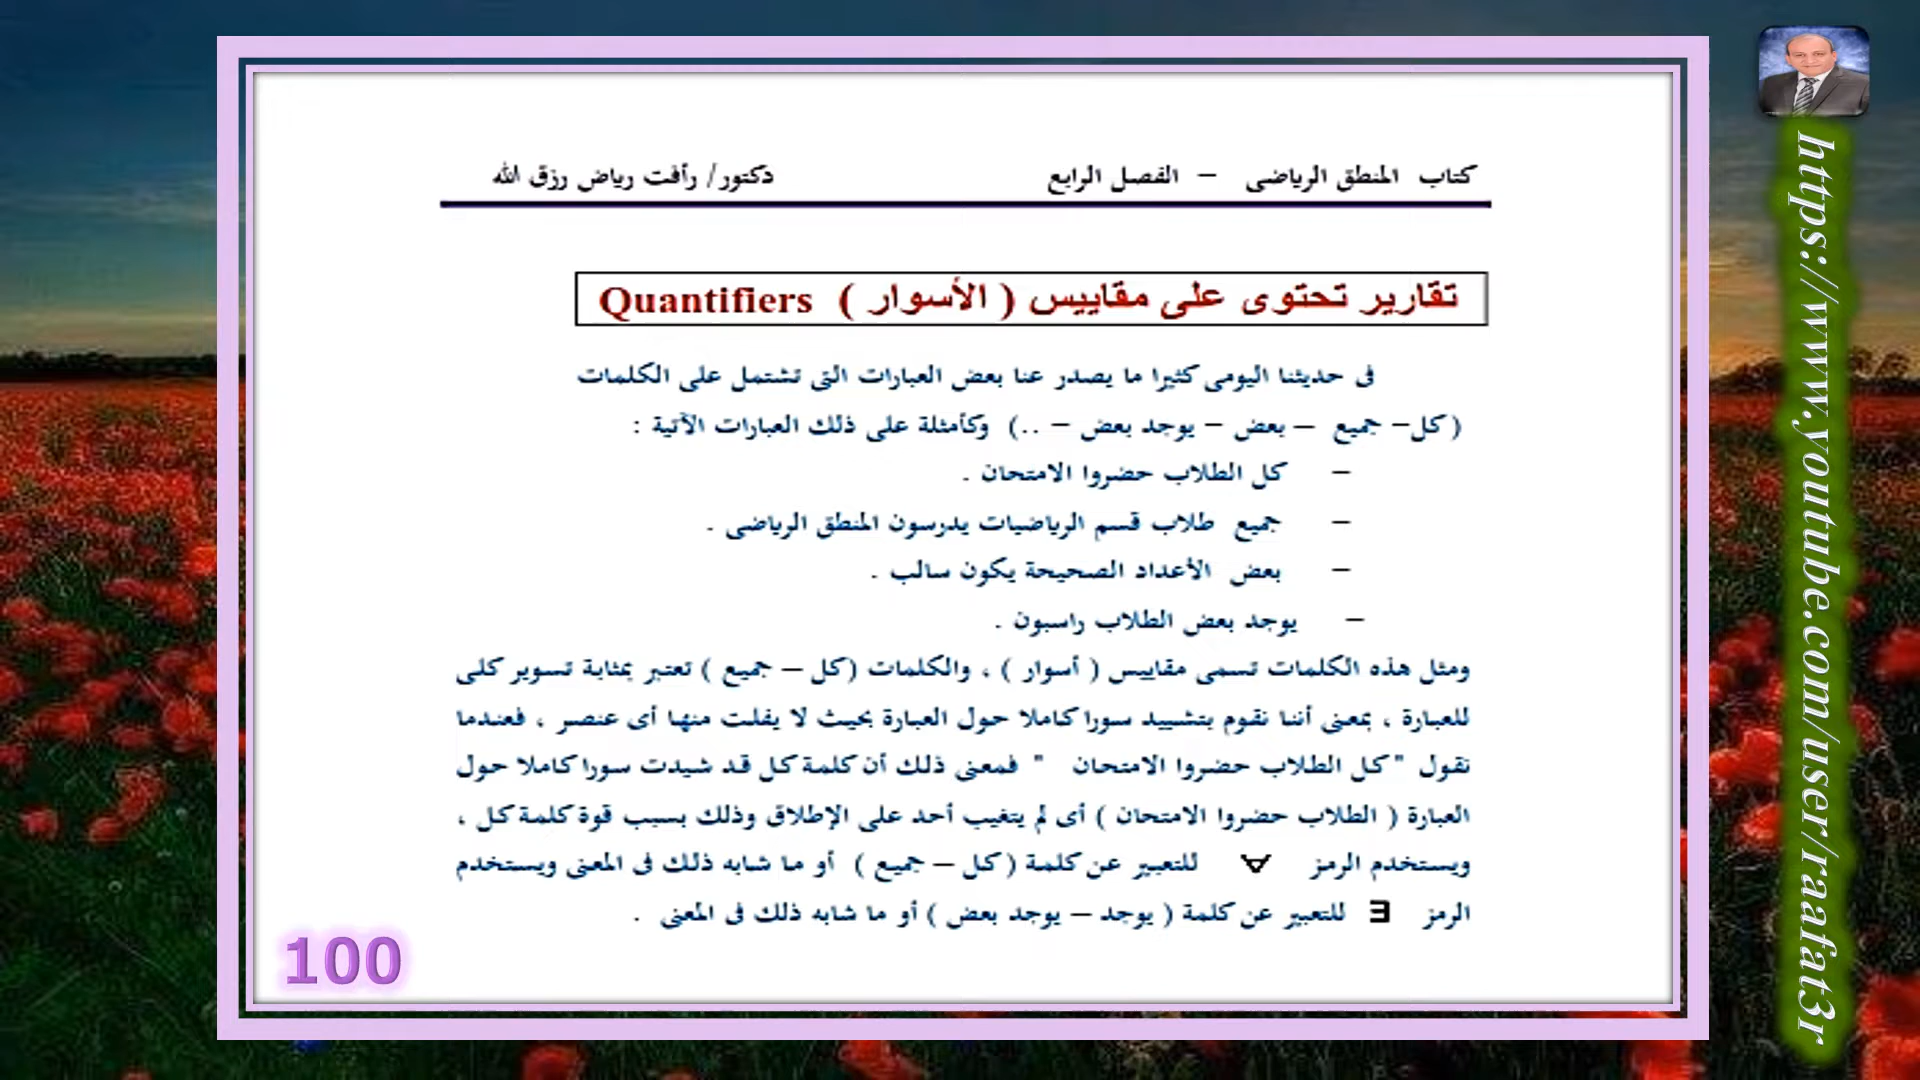 كتاب المنطق الرياضى – الفصل الرابع دكتور/ رأفت رياض رزق الله
تقارير تحتوى على مقاييس ( الأسوار ) Quantifiers
فى حديثنا اليومى كثيرا ما يصدر عنا بعض العبارات التى تشتمل على الكلمات
( كل– جميع – بعض – يوجد بعض – ..) وكأمثلة على ذلك العبارات الآتية :
– كل الطلاب حضروا الامتحان .
– جميع طلاب قسم الرياضيات يدرسون المنطق الرياضى .
– بعض الأعداد الصحيحة يكون سالب .
– يوجد بعض الطلاب راسبون .
ومثل هذه الكلمات تسمى مقاييس ( أسوار ) ، والكلمات (كل – جميع ) تعتبر بمثابة تسوير كلى
للعبارة ، بمعنى أننا نقوم بتشييد سورا كاملا حول العبارة بحيث لا يفلت منها أى عنصر ، فعندما
نقول " كل الطلاب حضروا الامتحان " فمعنى ذلك أن كلمة كل قد شيدت سورا كاملا حول
العبارة ( الطلاب حضروا الامتحان ) أى لم يتغيب أحد على الإطلاق وذلك بسبب قوة كلمة كل ،
ويستخدم الرمز ∀ للتعبير عن كلمة ( كل – جميع ) أو ما شابه ذلك فى المعنى ويستخدم
الرمز ∃ للتعبير عن كلمة ( يوجد – يوجد بعض ) أو ما شابه ذلك فى المعنى .
100
https://www.youtube.com/user/raafat3r